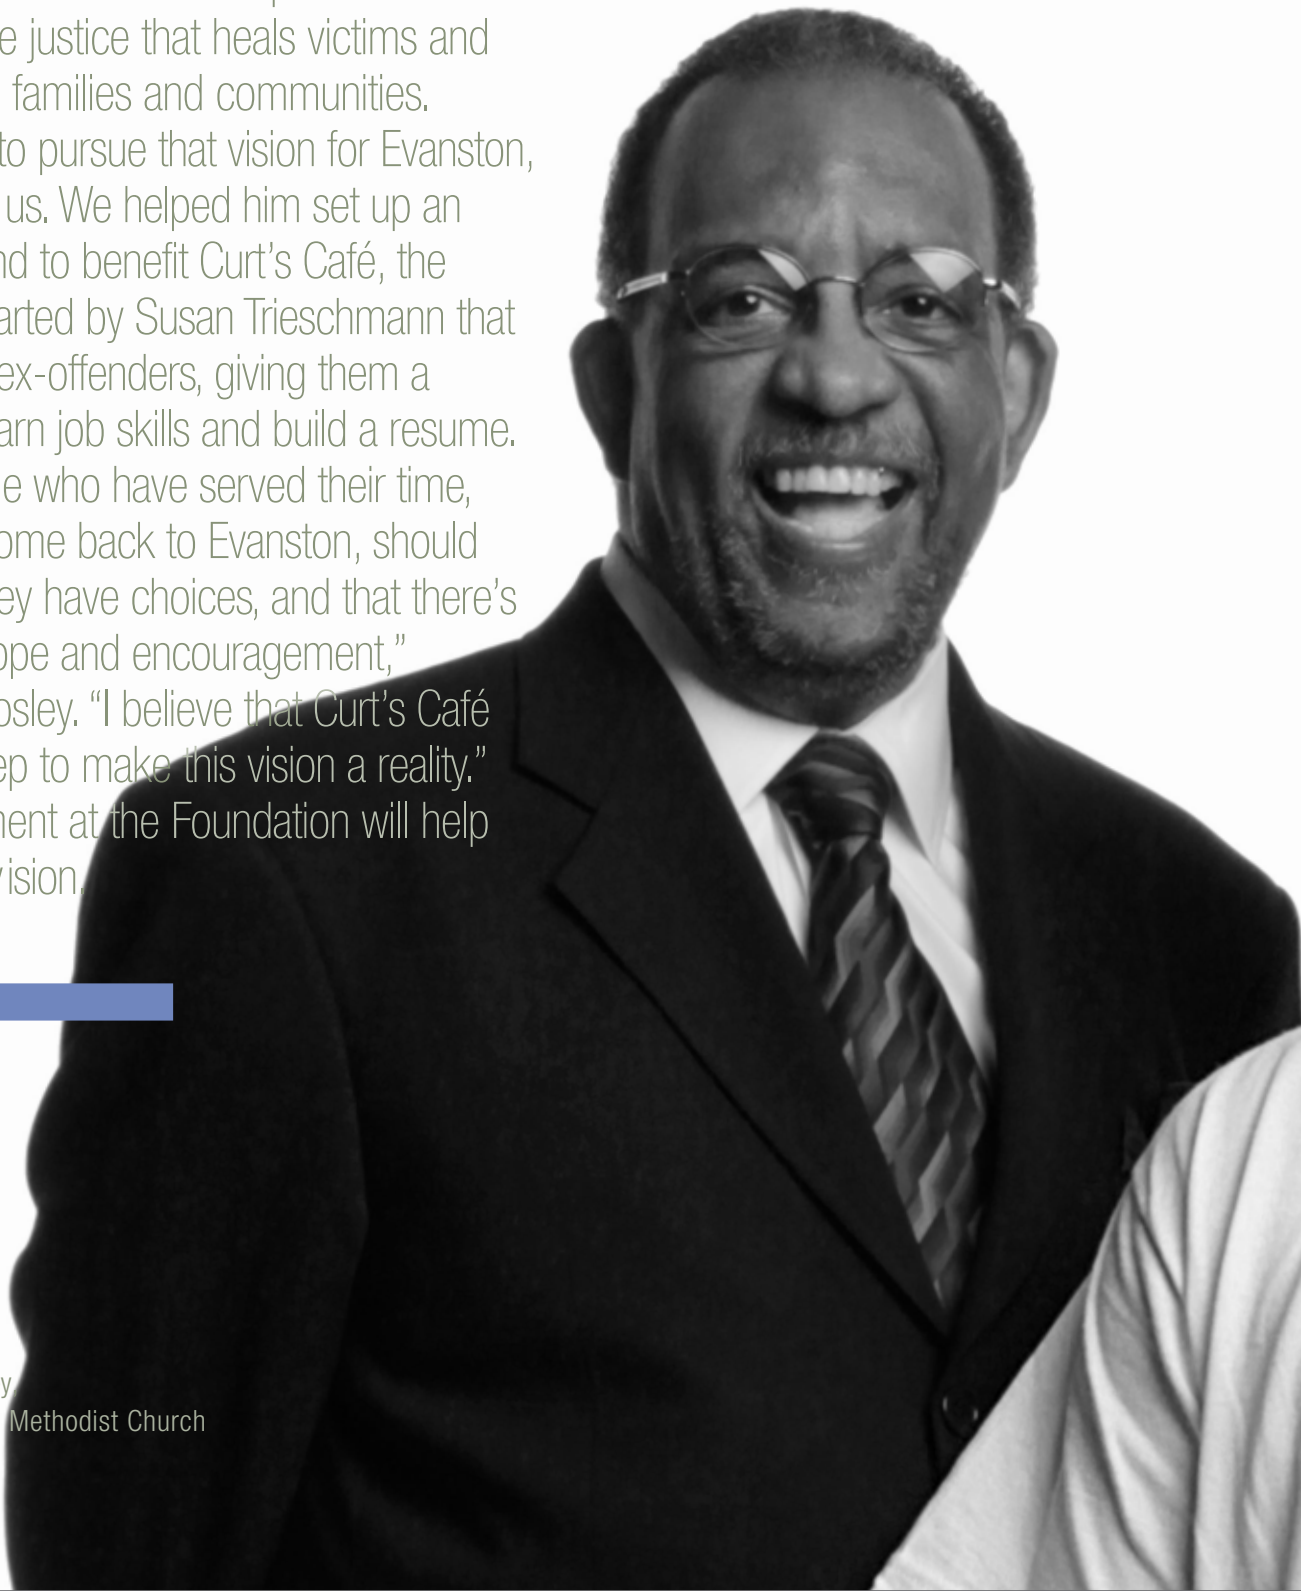 e justice that heals victims and
families and communities.
to pursue that vision for Evanston,
us. We helped him set up an
nd to benefit Curt’s Café, the
arted by Susan Trieschmann that
ex-offenders, giving them a
arn job skills and build a resume.
e who have served their time,
ome back to Evanston, should
ey have choices, and that there’s
ope and encouragement,”
osley. “I believe that Curt’s Café
ep to make this vision a reality.”
ent at the Foundation will help
vision.
y,
Methodist Church